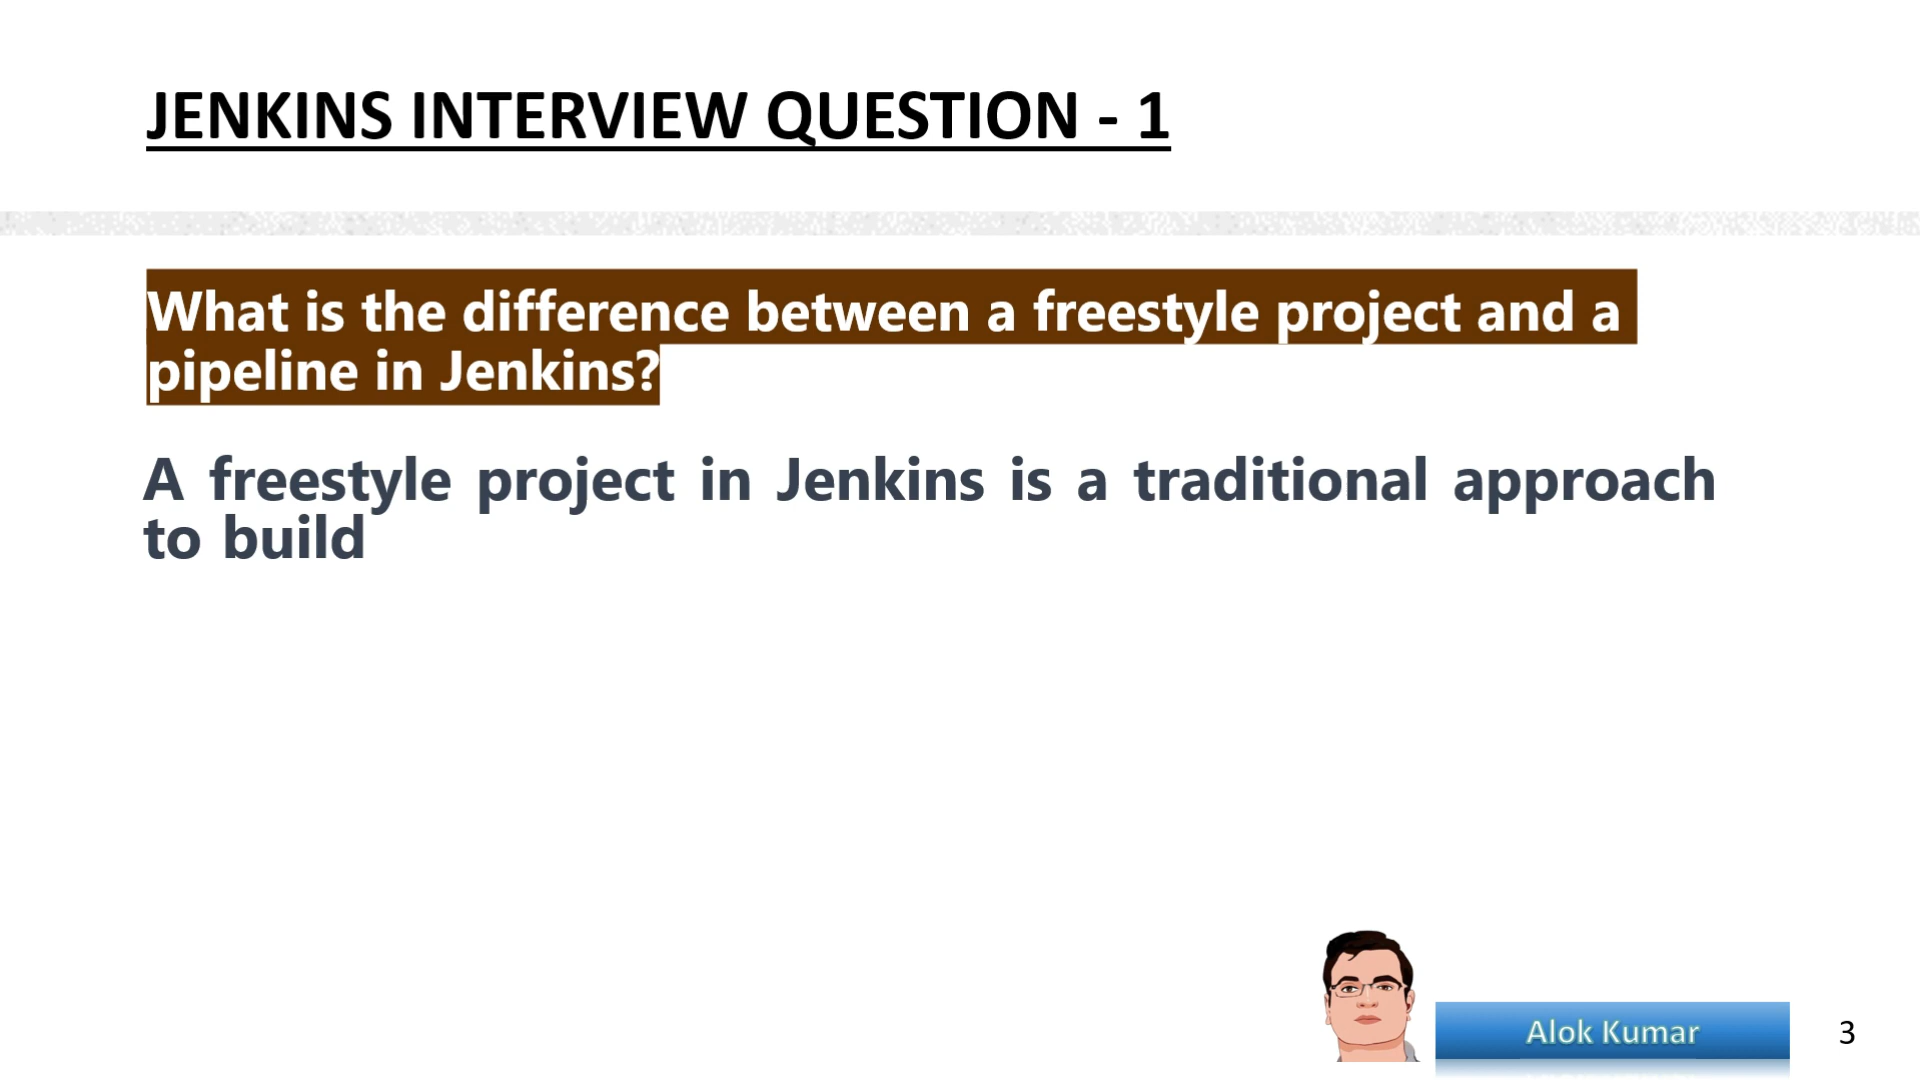 JENKINS INTERVIEW QUESTION - 1
What is the difference between a freestyle project and a
pipeline in Jenkins?
A freestyle project in Jenkins is a traditional approach
to build
Alok Kumar
3